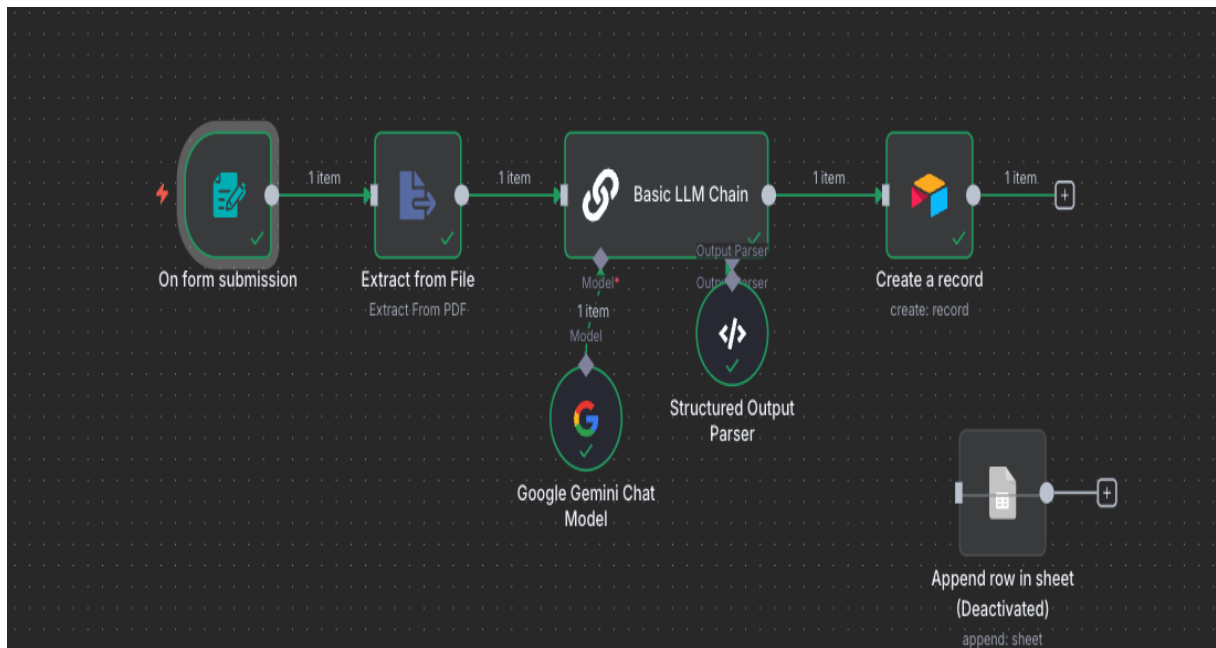 1 item
1 item
1 item
1 item
Basic LLM Chain
Output Parser
On form submission
Extract from File
Extract From PDF
Model*
Output Parser
Create a record
create: record
1 item
Model
Structured Output
Parser
Google Gemini Chat
Model
Append row in sheet
(Deactivated)
append: sheet